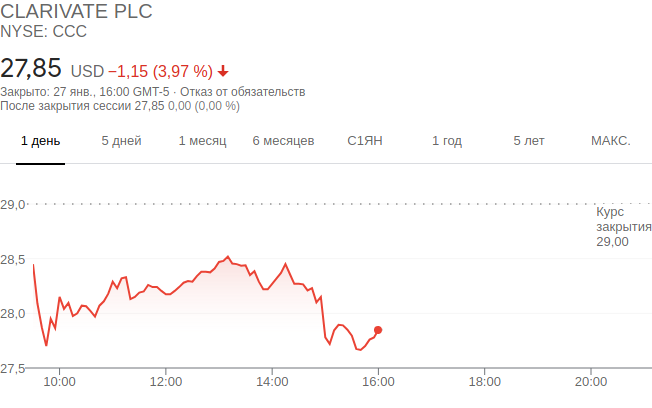 CLARIVATE PLC
NYSE: CCC
27,85 USD −1,15 (3,97 %)
Закрыто: 27 янв., 16:00 GMT-5 · Отказ от обязательств
После закрытия сессии 27,85 0,00 (0,00 %)
1 день 5 дней 1 месяц 6 месяцев С1ЯН 1 год 5 лет МАКС.
29,0
Курс
закрытия
29,00
28,5
28,0
27,5
10:00 12:00 14:00 16:00 18:00 20:00